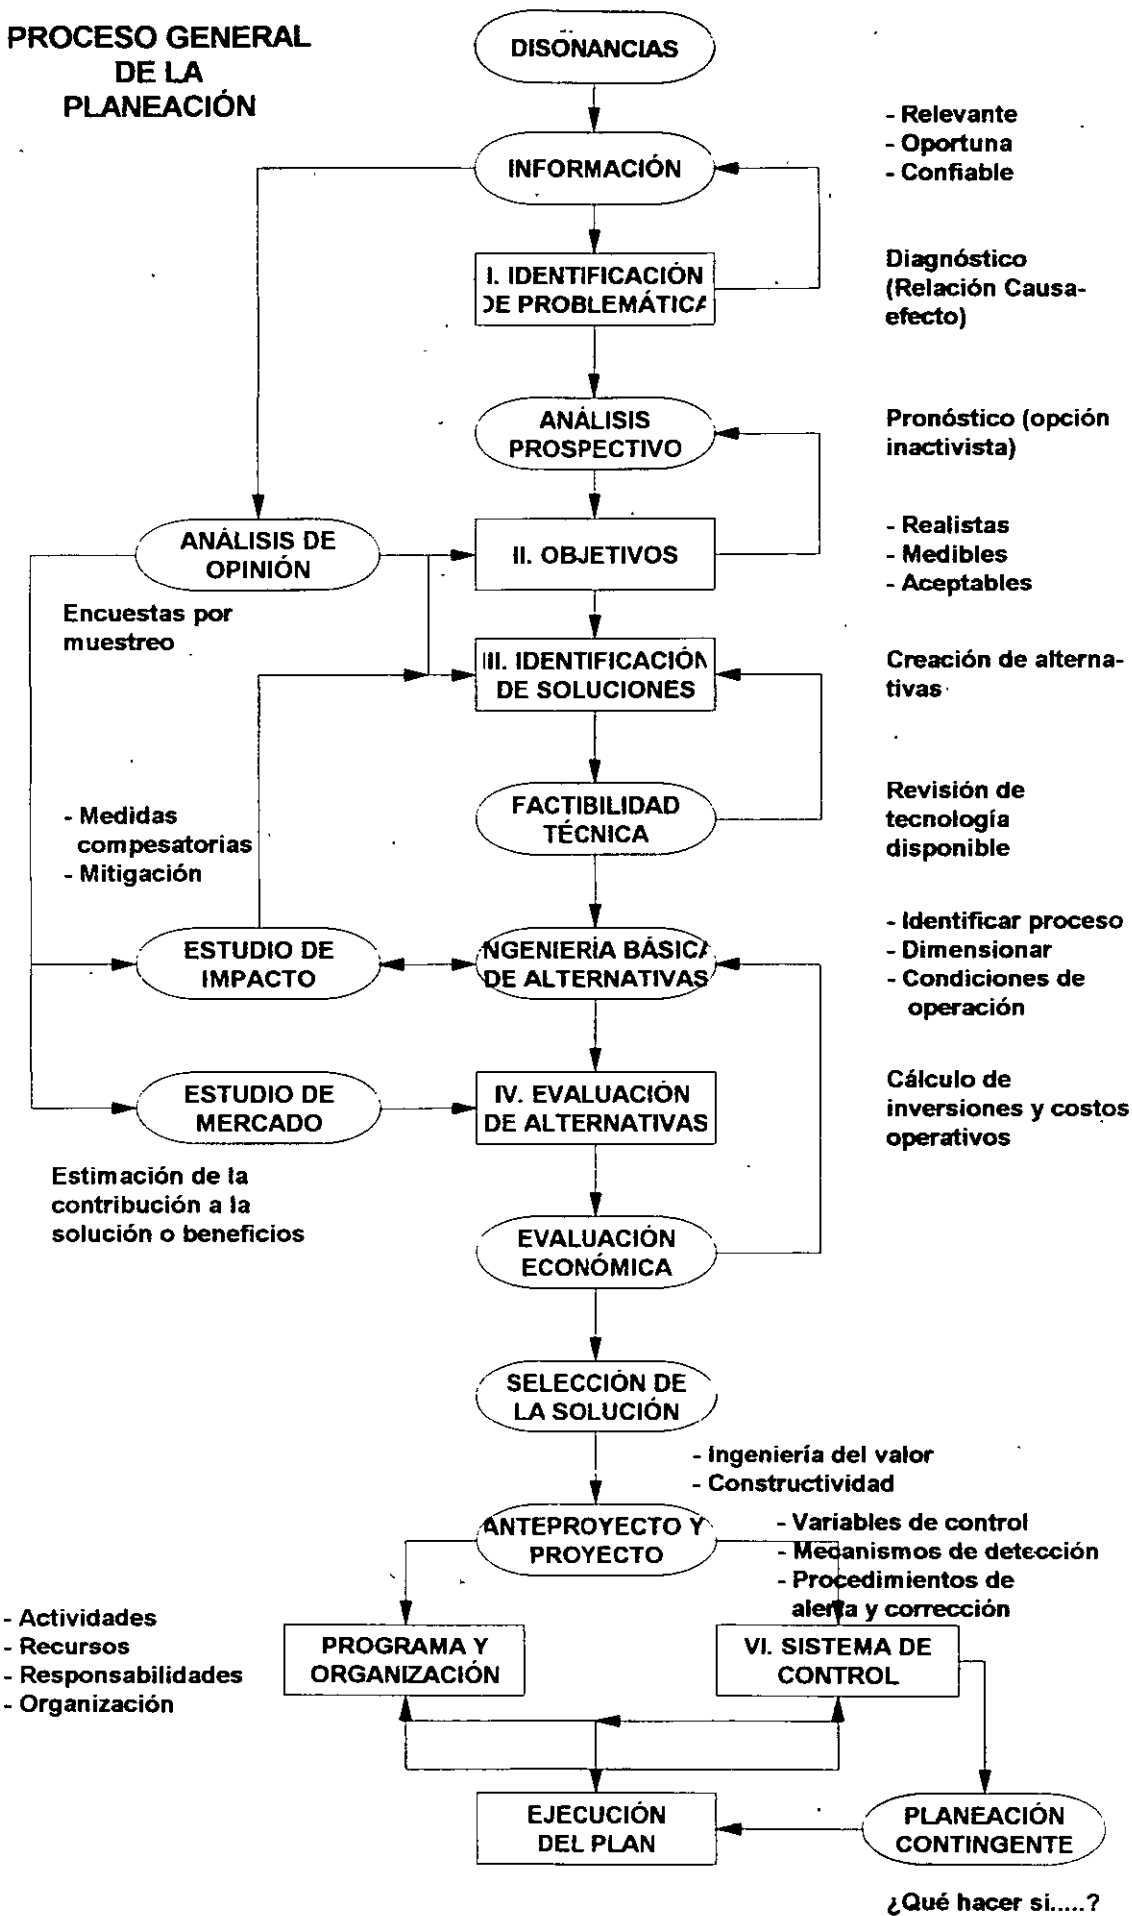 PROCESO GENERAL
DE LA
PLANEACIÓN
DISONANCIAS
- Relevante
- Oportuna
- Confiable
INFORMACIÓN
I. IDENTIFICACIÓN
DE PROBLEMÁTICA
Diagnóstico
(Relación Causa-
efecto)
ANÁLISIS
PROSPECTIVO
Pronóstico (opción
inactivista)
ANÁLISIS DE
OPINIÓN
II. OBJETIVOS
- Realistas
- Medibles
- Aceptables
Encuestas por
muestreo
III. IDENTIFICACIÓN
DE SOLUCIONES
Creación de alterna-
tivas
- Medidas
compesatorias
- Mitigación
FACTIBILIDAD
TÉCNICA
Revisión de
tecnología
disponible
ESTUDIO DE
IMPACTO
INGENIERÍA BÁSICA
DE ALTERNATIVAS
- Identificar proceso
- Dimensionar
- Condiciones de
operación
ESTUDIO DE
MERCADO
IV. EVALUACIÓN
DE ALTERNATIVAS
Cálculo de
inversiones y costos
operativos
Estimación de la
contribución a la
solución o beneficios
EVALUACIÓN
ECONÓMICA
SELECCIÓN DE
LA SOLUCIÓN
- Ingeniería del valor
- Constructividad
ANTEPROYECTO Y
PROYECTO
- Variables de control
- Mecanismos de detección
- Procedimientos de
alerta y corrección
- Actividades
- Recursos
- Responsabilidades
- Organización
PROGRAMA Y
ORGANIZACIÓN
VI. SISTEMA DE
CONTROL
EJECUCIÓN
DEL PLAN
PLANEACIÓN
CONTINGENTE
¿Qué hacer si.....?